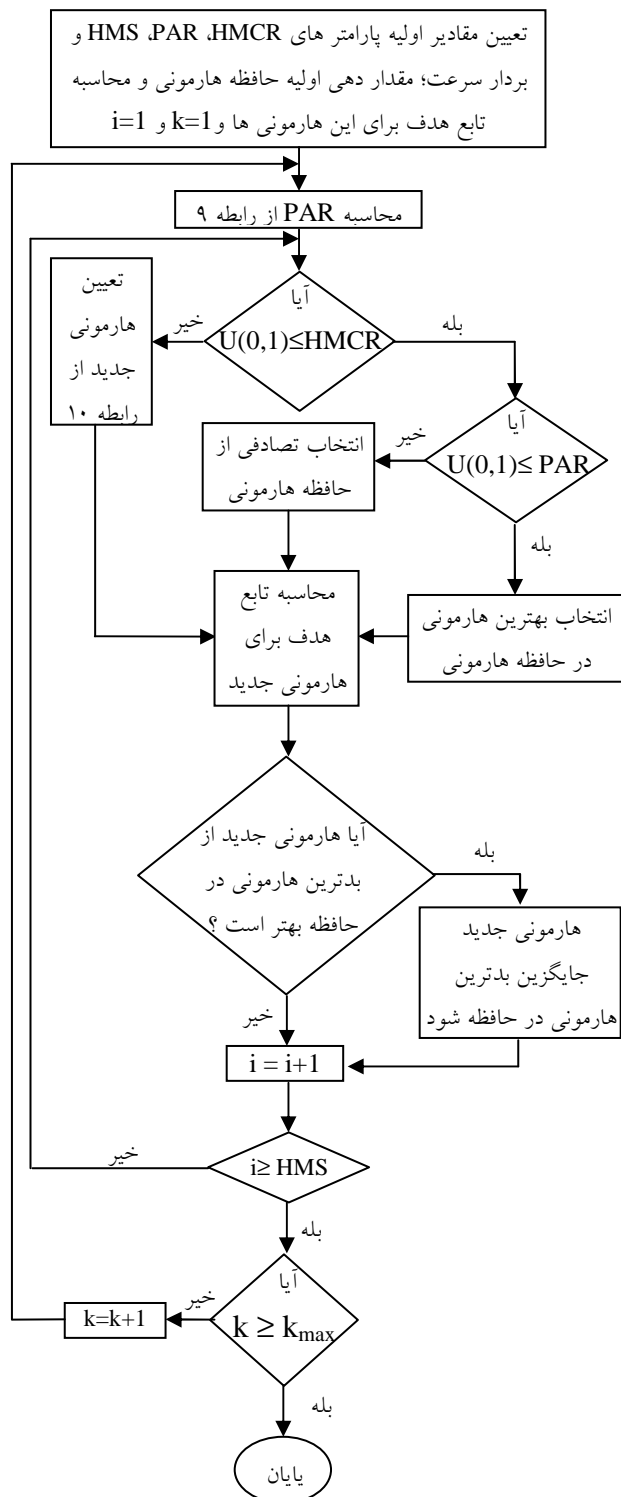 تعیین مقادیر اولیه پارامتر های HMS ،PAR ،HMCR و
بردار سرعت؛ مقدار دهی اولیه حافظه هارمونی و محاسبه
تابع هدف برای این هارمونی ها و k=1 و i=1
محاسبه PAR از رابطه ۹
آیا
U(0,1)≤HMCR
خیر
بله
تعیین
هارمونی
جدید از
رابطه ۱۰
آیا
U(0,1)≤ PAR
خیر
بله
انتخاب تصادفی از
حافظه هارمونی
انتخاب بهترین هارمونی
در حافظه هارمونی
محاسبه تابع
هدف برای
هارمونی جدید
آیا هارمونی جدید از
بدترین هارمونی در
حافظه بهتر است ؟
بله
خیر
هارمونی جدید
جایگزین بدترین
هارمونی در حافظه شود
i = i+1
i≥ HMS
خیر
بله
آیا
k ≥ kmax
خیر
k=k+1
بله
پایان